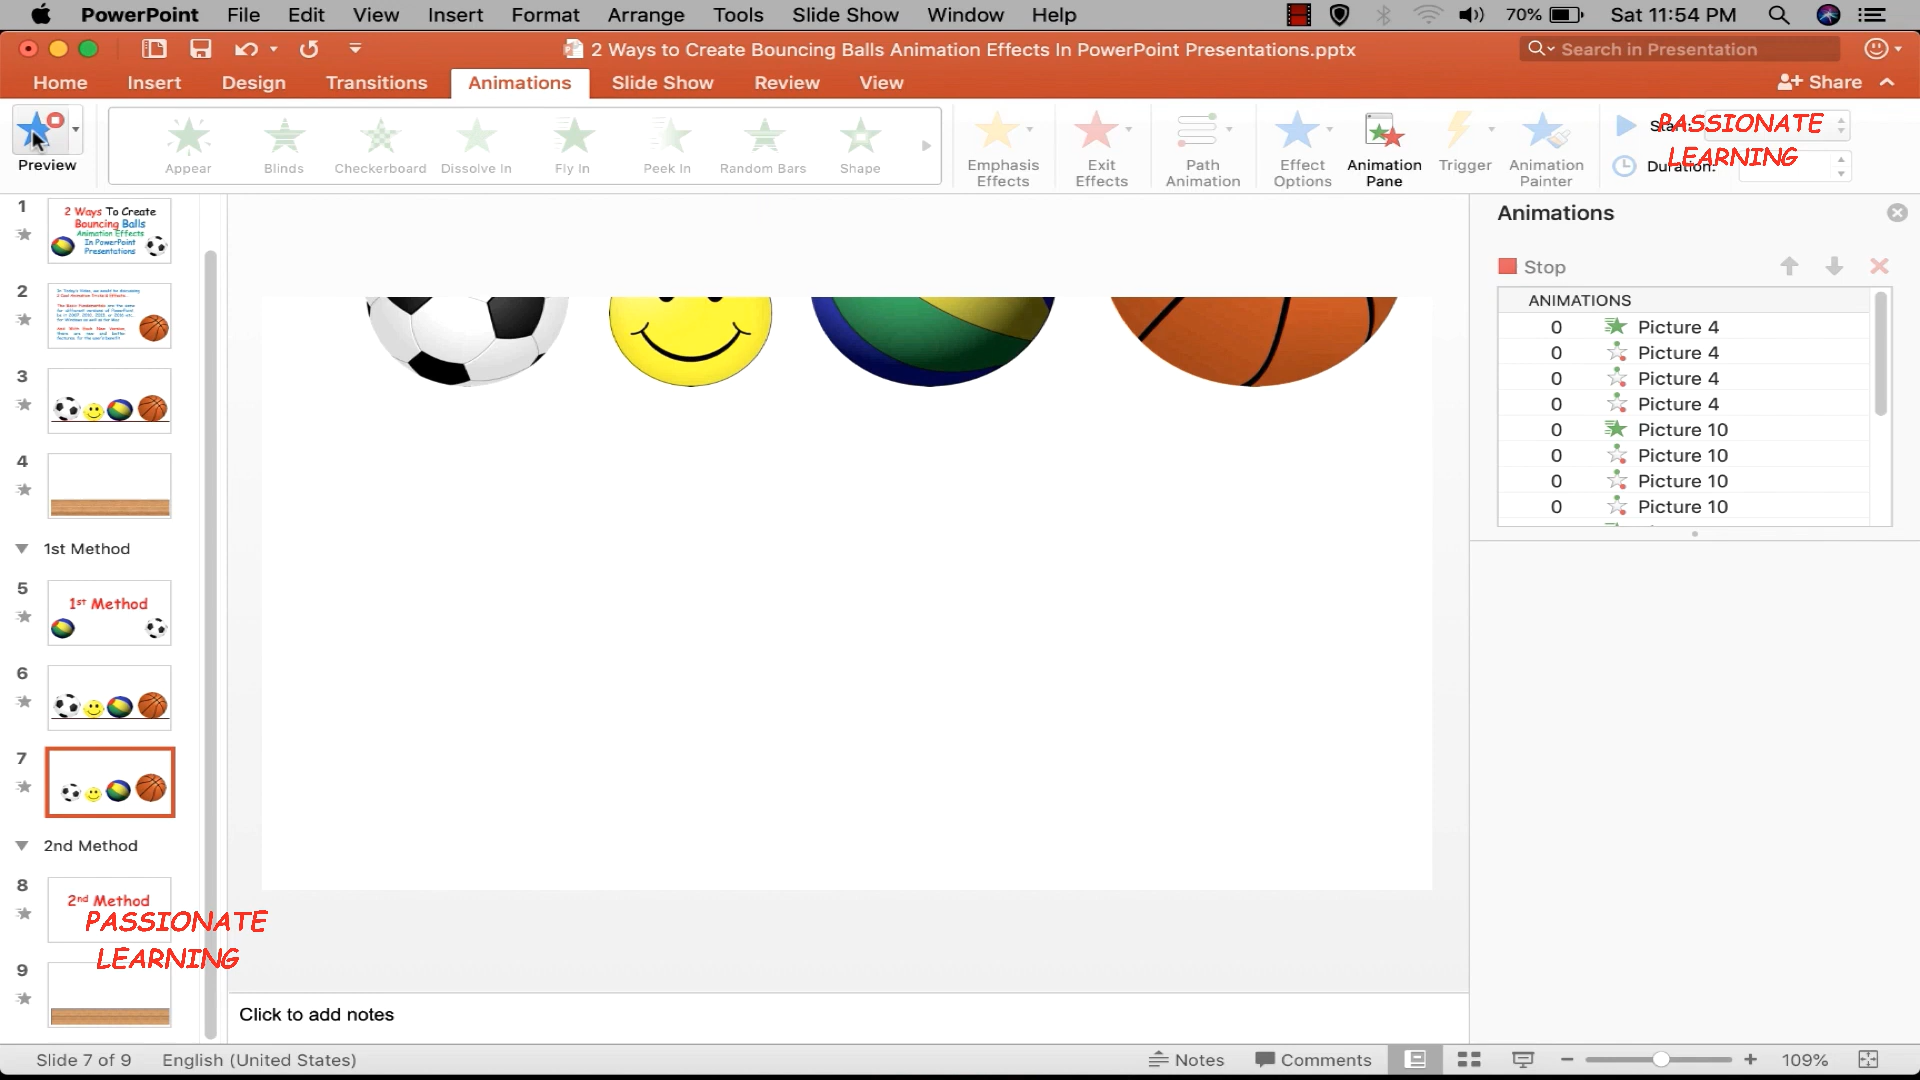 PowerPoint File Edit View Insert Format Arrange Tools Slide Show Window Help 70% Sat 11:54 PM
2 Ways to Create Bouncing Balls Animation Effects In PowerPoint Presentations.pptx Search in Presentation
Home Insert Design Transitions Animations Slide Show Review View Share
Preview
Appear Blinds Checkerboard Dissolve In Fly In Peek In Random Bars Shape
Emphasis Effects
Exit Effects
Path Animation
Effect Options
Animation Pane
Trigger
Animation Painter
Duration:
PASSIONATE
LEARNING
1
2 Ways To Create
Bouncing Balls
Animation Effects
In PowerPoint
Presentations
2
3
4
1st Method
5
1st Method
6
7
2nd Method
8
2nd Method
PASSIONATE
LEARNING
9
Animations
Stop
ANIMATIONS
0 Picture 4
0 Picture 4
0 Picture 4
0 Picture 4
0 Picture 10
0 Picture 10
0 Picture 10
0 Picture 10
Click to add notes
Slide 7 of 9 English (United States) Notes Comments 109%